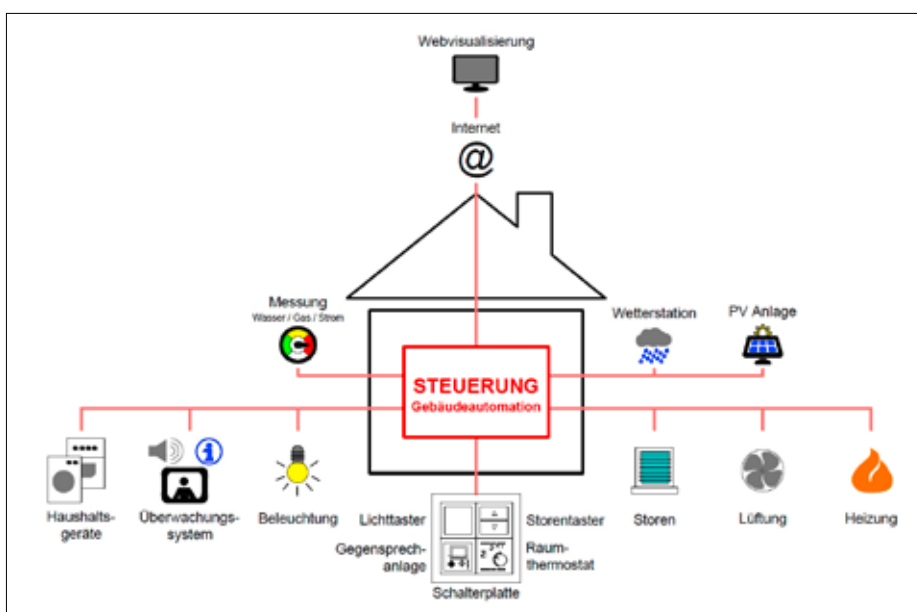 Webvisualisierung
Internet
@
Messung
Wasser / Gas / Strom
Wetterstation
PV Anlage
STEUERUNG
Gebäudeautomation
Haushalts-
geräte
Überwachungs-
system
Beleuchtung
Lichttaster
Gegensprech-
anlage
Storentaster
Raum-
thermostat
Schalterplatte
Storen
Lüftung
Heizung